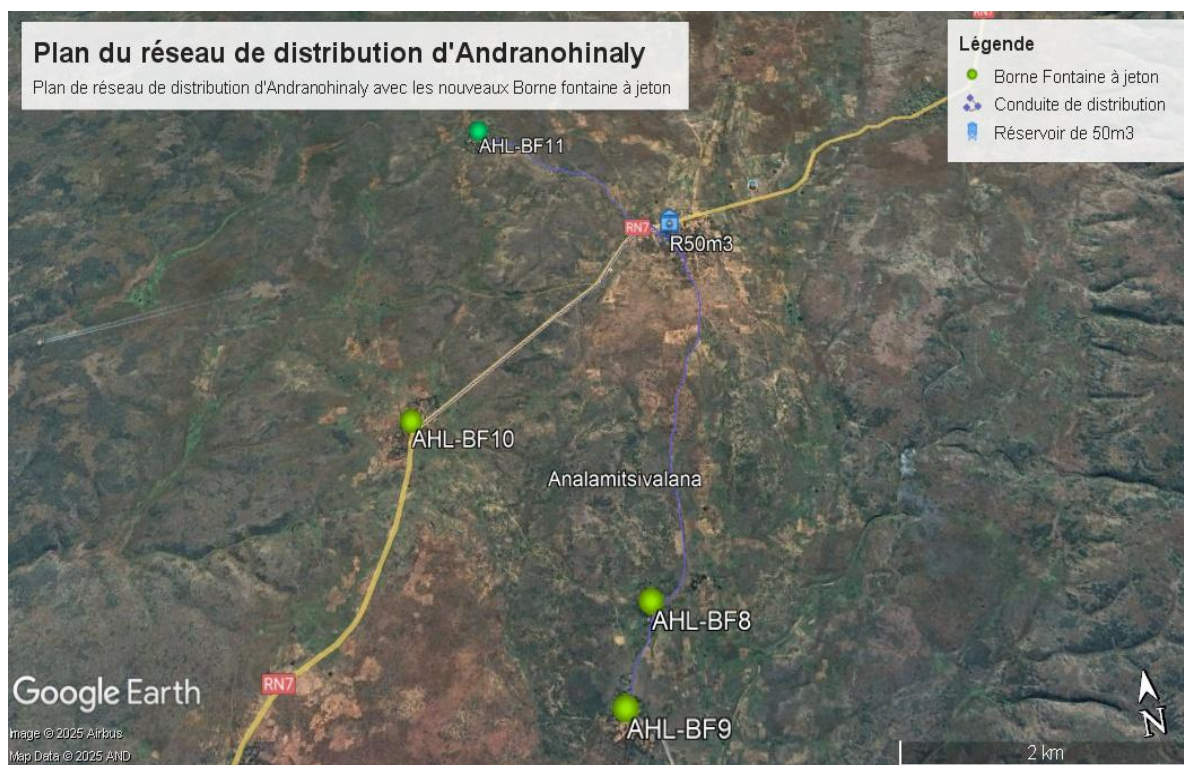 Plan du réseau de distribution d'Andranohinaly
Plan de réseau de distribution d'Andranohinaly avec les nouveaux Borne fontaine à jeton
RN7
Légende
Borne Fontaine à jeton
Conduite de distribution
Réservoir de 50m3
AHL-BF11
RN7
R50m3
AHL-BF10
Analamitsivalana
AHL-BF8
RN7
Google Earth
AHL-BF9
N
Image © 2025 Airbus
Map Data © 2025 AND
2 km